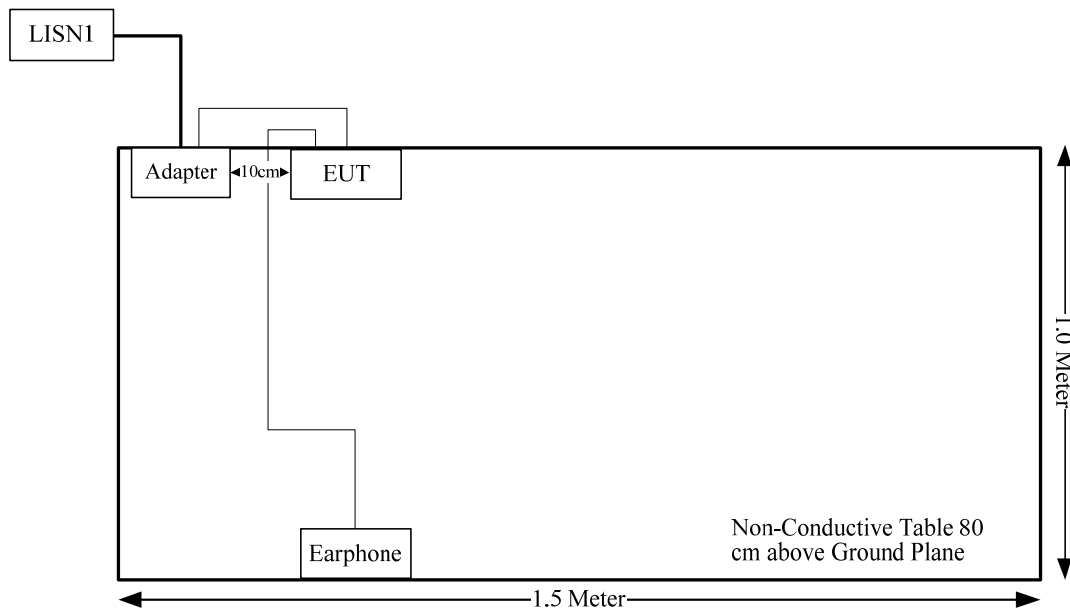 LISN1
Adapter
10cm
EUT
1.0 Meter
Earphone
Non-Conductive Table 80
cm above Ground Plane
1.5 Meter